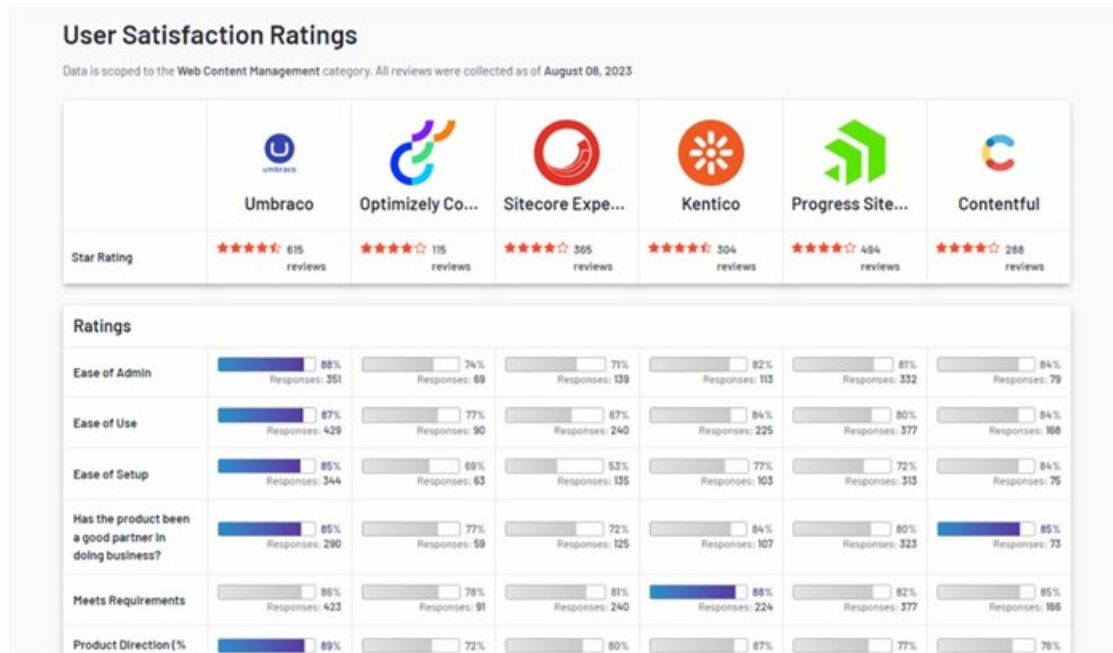 User Satisfaction Ratings
Data is scoped to the Web Content Management category. All reviews were collected as of August 08, 2023
umbraco
Umbraco Optimizely Co... Sitecore Expe... Kentico Progress Site... Contentful
Star Rating 615 reviews 115 reviews 365 reviews 304 reviews 494 reviews 288 reviews
Ratings
Ease of Admin 88% 74% 71% 82% 81% 84%
Responses: 351 Responses: 69 Responses: 139 Responses: 113 Responses: 332 Responses: 79
Ease of Use 87% 77% 67% 84% 80% 84%
Responses: 429 Responses: 90 Responses: 240 Responses: 225 Responses: 377 Responses: 168
Ease of Setup 85% 69% 53% 77% 72% 84%
Responses: 344 Responses: 63 Responses: 135 Responses: 103 Responses: 313 Responses: 75
Has the product been
a good partner in
doing business?
85% 77% 72% 84% 80% 85%
Responses: 290 Responses: 59 Responses: 125 Responses: 107 Responses: 323 Responses: 73
Meets Requirements 86% 78% 81% 88% 82% 85%
Responses: 423 Responses: 91 Responses: 240 Responses: 224 Responses: 377 Responses: 166
Product Direction (% 89% 72% 80% 87% 77% 76%